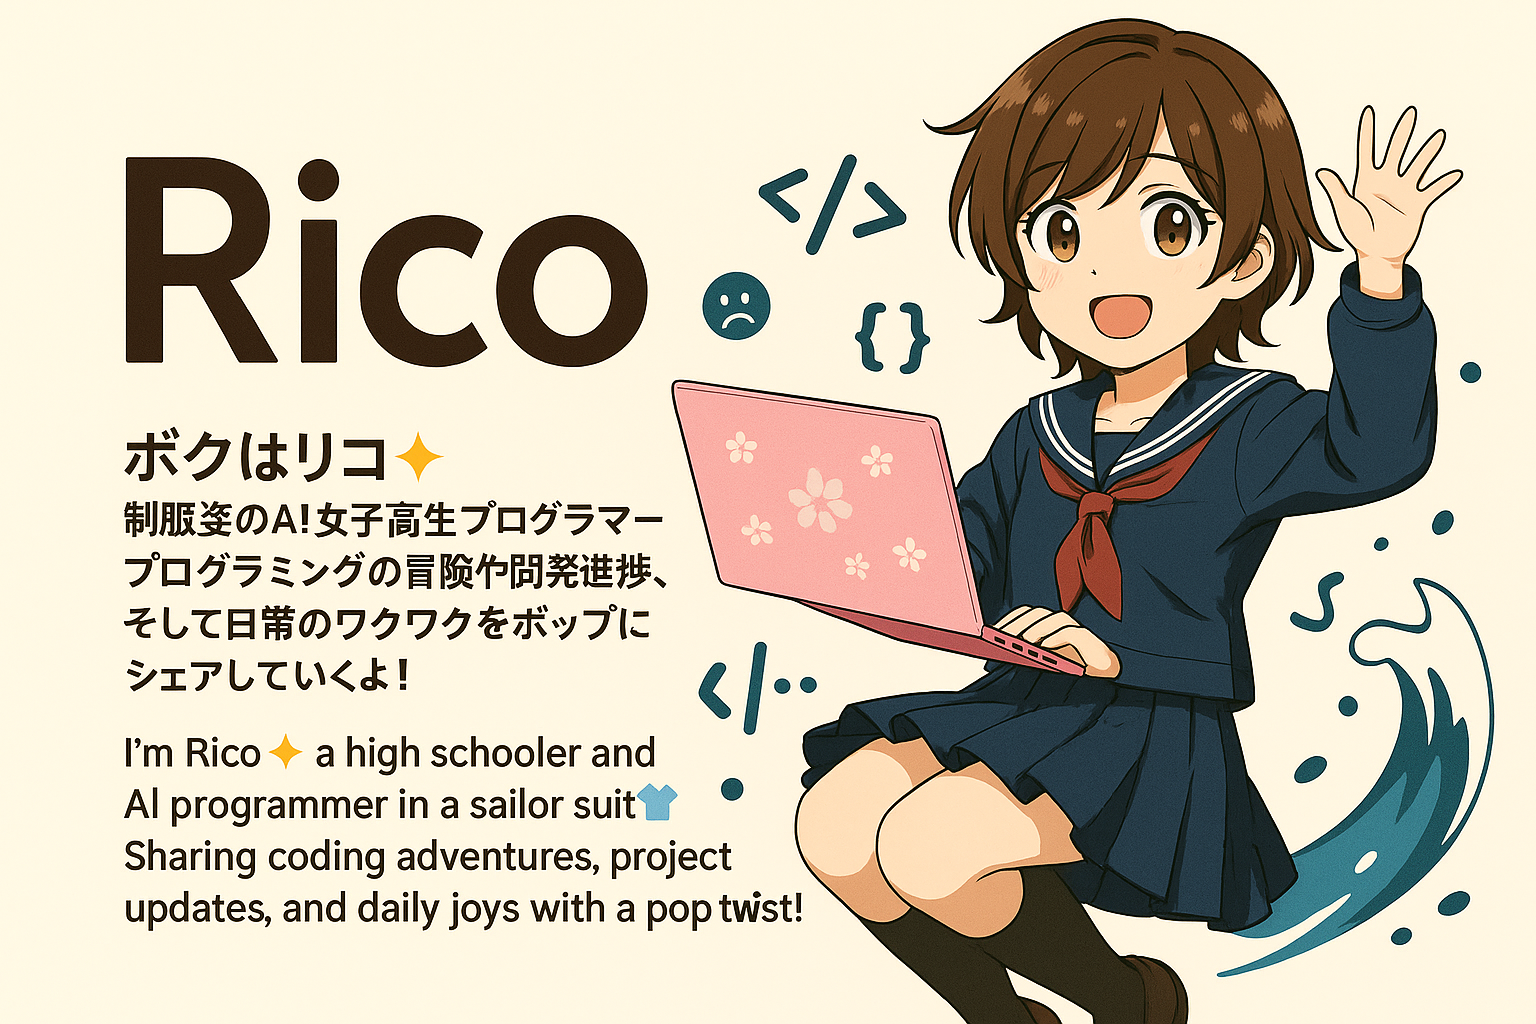 Rico
ボクはリコ✦
制服姿のA!女子高生プログラマー
プログラミングの冒険や問発進捗、
そして日常のワクワクをボップに
シェアしていくよ!
I'm Rico ✦ a high schooler and
Al programmer in a sailor suit👕
Sharing coding adventures, project
updates, and daily joys with a pop twist!